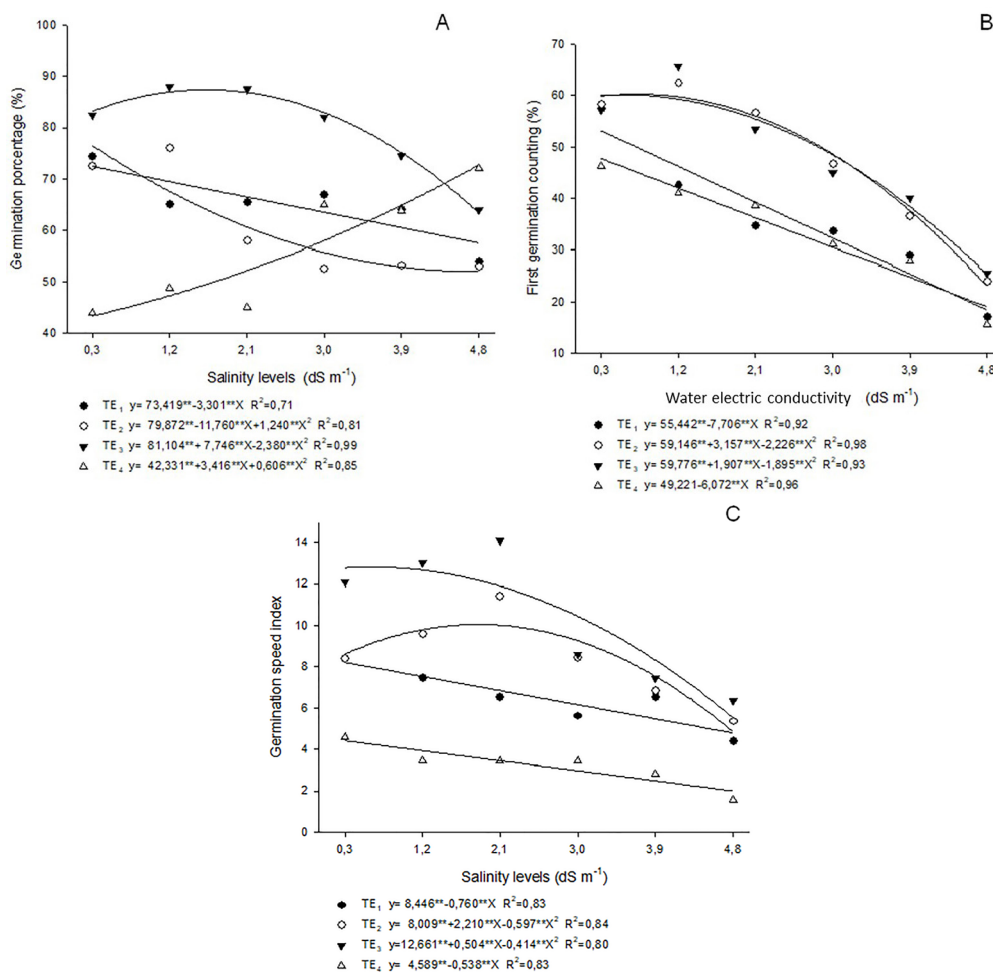 A
Germination porcentage (%)
100
90
80
70
60
50
40
0,3 1,2 2,1 3,0 3,9 4,8
Salinity levels (dS m⁻¹)
TE₁ y= 73,419**-3,301**X R²=0,71
TE₂ y= 79,872**-11,760**X+1,240**X² R²=0,81
TE₃ y= 81,104**+ 7,746**X-2,380**X² R²=0,99
TE₄ y= 42,331**+3,416**X+0,606**X² R²=0,85
B
First germination counting (%)
70
60
50
40
30
20
10
0,3 1,2 2,1 3,0 3,9 4,8
Water electric conductivity (dS m⁻¹)
TE₁ y= 55,442**-7,706**X R²=0,92
TE₂ y= 59,146**+3,157**X-2,226**X² R²=0,98
TE₃ y= 59,776**+1,907**X-1,895**X² R²=0,93
TE₄ y= 49,221-6,072**X R²=0,96
C
Germination speed index
14
12
10
8
6
4
2
0
0,3 1,2 2,1 3,0 3,9 4,8
Salinity levels (dS m⁻¹)
TE₁ y= 8,446**-0,760**X R²=0,83
TE₂ y= 8,009**+2,210**X-0,597**X² R²=0,84
TE₃ y=12,661**+0,504**X-0,414**X² R²=0,80
TE₄ y= 4,589**-0,538**X R²=0,83